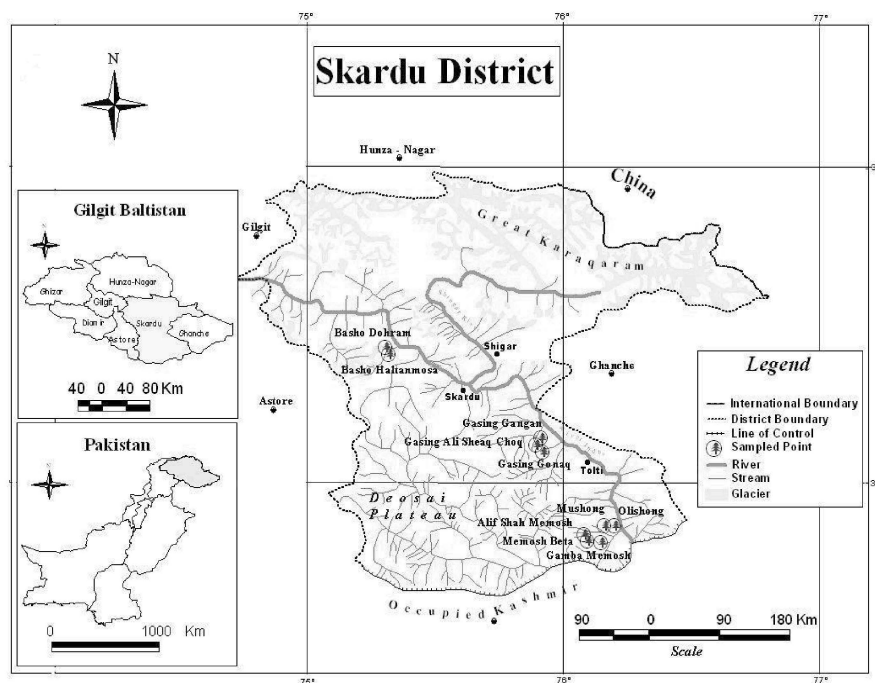 75°
76°
77°
Skardu District
N
Hunza - Nagar
China
Great Karaqaram
Gilgit
Gilgit Baltistan
Hunza-Nagar
Ghizar
Gilgit
Skardu
Diamir
Ghanche
Astore
40 0 40 80 Km
Basho Dohram
Basho Halianmosa
Shigar
Skardu
Ghanche
Astore
Gasing Gangan
Gasing Ali Sheaq Choq
Gasing Gonaq
Tolti
Legend
International Boundary
District Boundary
Line of Control
Sampled Point
River
Stream
Glacier
Pakistan
0 1000 Km
Deosai
Plateau
Mushong
Olishong
Alif Shah Memosh
Memosh Beta
Gamba Memosh
Occupied Kashmir
90 0 90 180 Km
Scale
75°
76°
77°